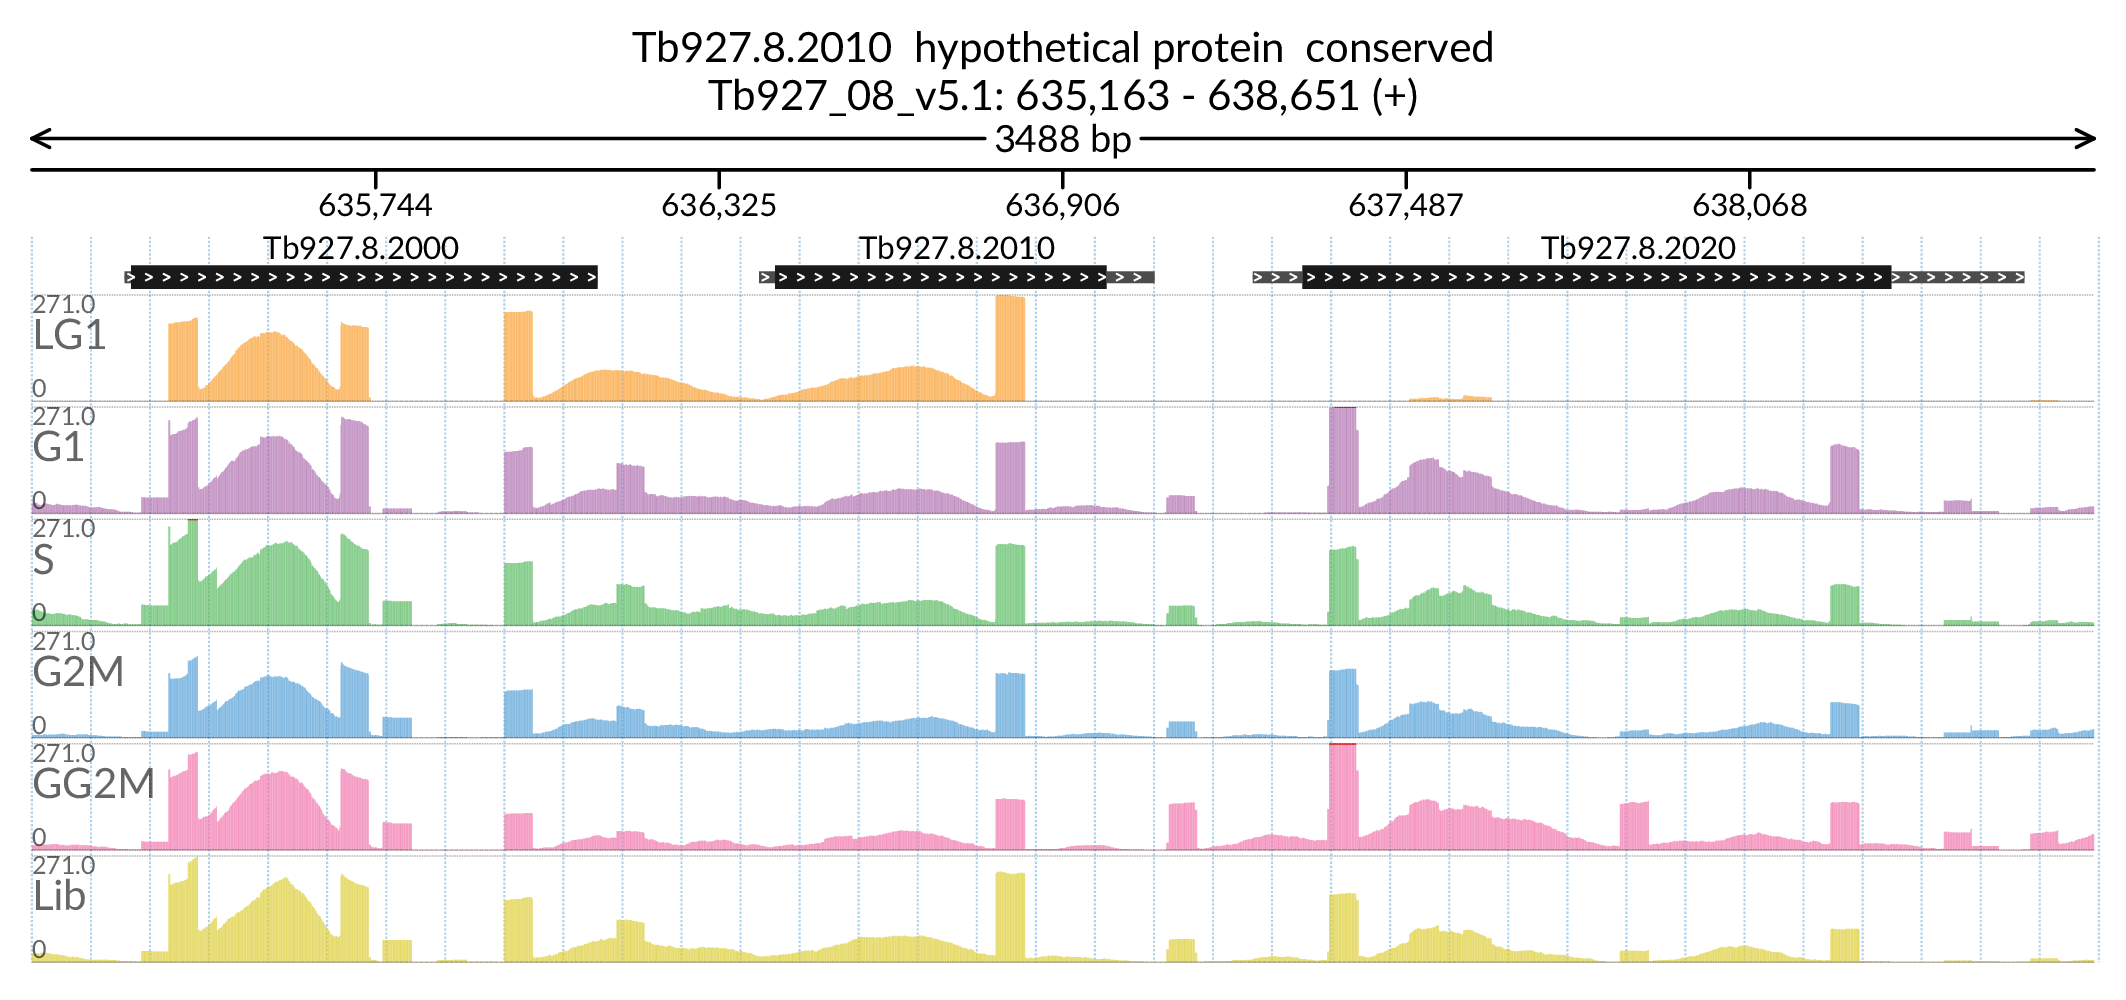 Tb927.8.2010  hypothetical protein  conserved
Tb927_08_v5.1: 635,163 - 638,651 (+)
3488 bp
635,744 636,325 636,906 637,487 638,068
Tb927.8.2000 Tb927.8.2010 Tb927.8.2020
271.0
LG1
0
271.0
G1
0
271.0
S
0
271.0
G2M
0
271.0
GG2M
0
271.0
Lib
0